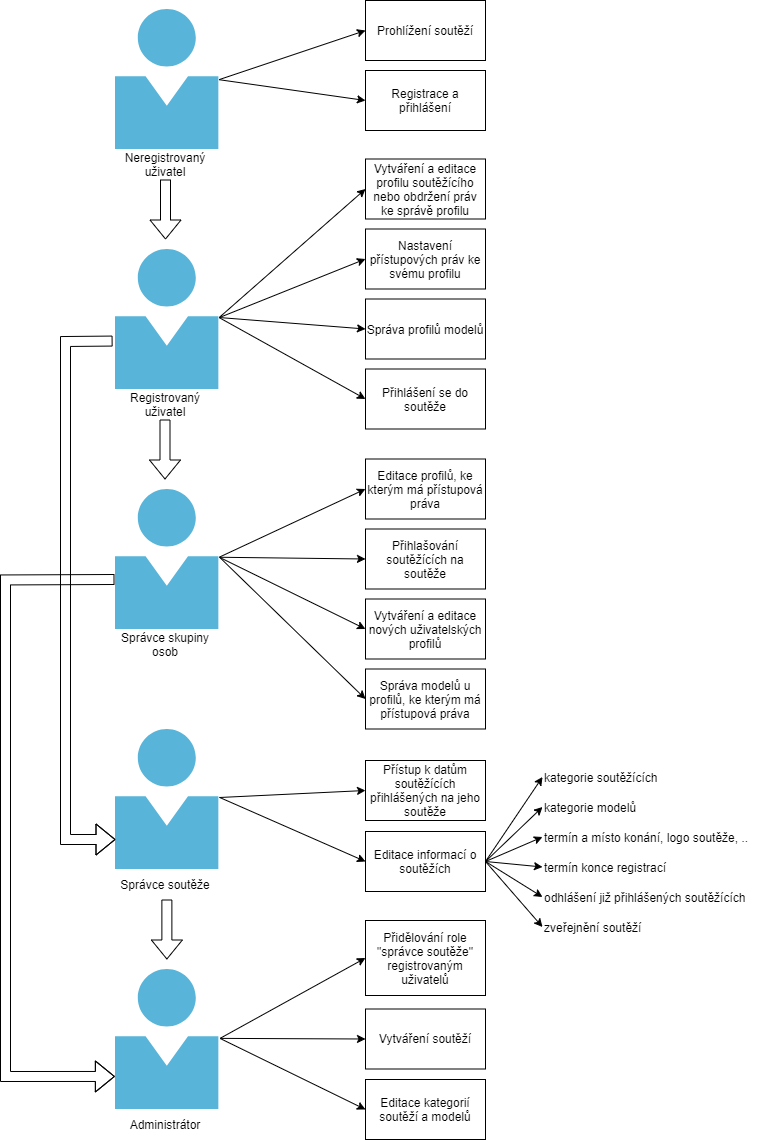 Prohlížení soutěží
Registrace a
přihlášení
Neregistrovaný
uživatel
Vytváření a editace
profilu soutěžícího
nebo obdržení práv
ke správě profilu
Nastavení
přístupových práv ke
svému profilu
Správa profilů modelů
Přihlášení se do
soutěže
Registrovaný
uživatel
Editace profilů, ke
kterým má přístupová
práva
Přihlašování
soutěžících na
soutěže
Vytváření a editace
nových uživatelských
profilů
Správa modelů u
profilů, ke kterým má
přístupová práva
Správce skupiny
osob
Přístup k datům
soutěžících
přihlášených na jeho
soutěže
Editace informací o
soutěžích
kategorie soutěžících
kategorie modelů
termín a místo konání, logo soutěže, ..
termín konce registrací
odhlášení již přihlášených soutěžících
zveřejnění soutěží
Správce soutěže
Přidělování role
"správce soutěže"
registrovaným
uživatelů
Vytváření soutěží
Editace kategorií
soutěží a modelů
Administrátor